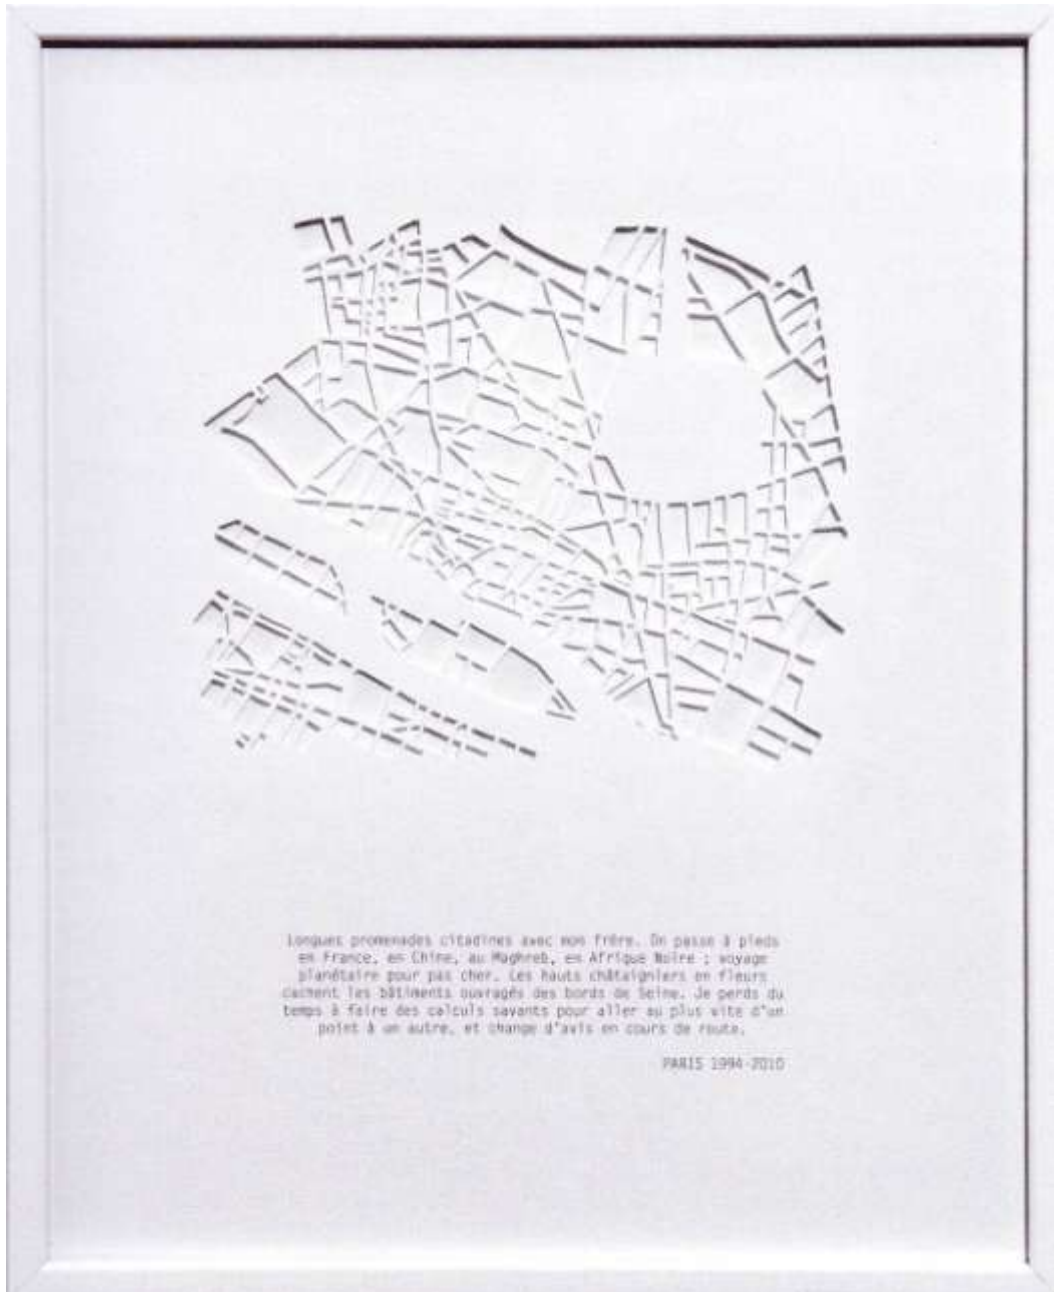 Longues promenades citadines avec mon frère. On passe à pieds
en France, en Chine, au Maghreb, en Afrique Noire ; voyage
planétaire pour pas cher. Les hauts châtaigniers en fleurs
cachent les bâtiments ouvragés des bords de Seine. Je perds du
temps à faire des calculs savants pour aller au plus vite d'un
point à un autre, et change d'avis en cours de route.
PARIS 1994-2010